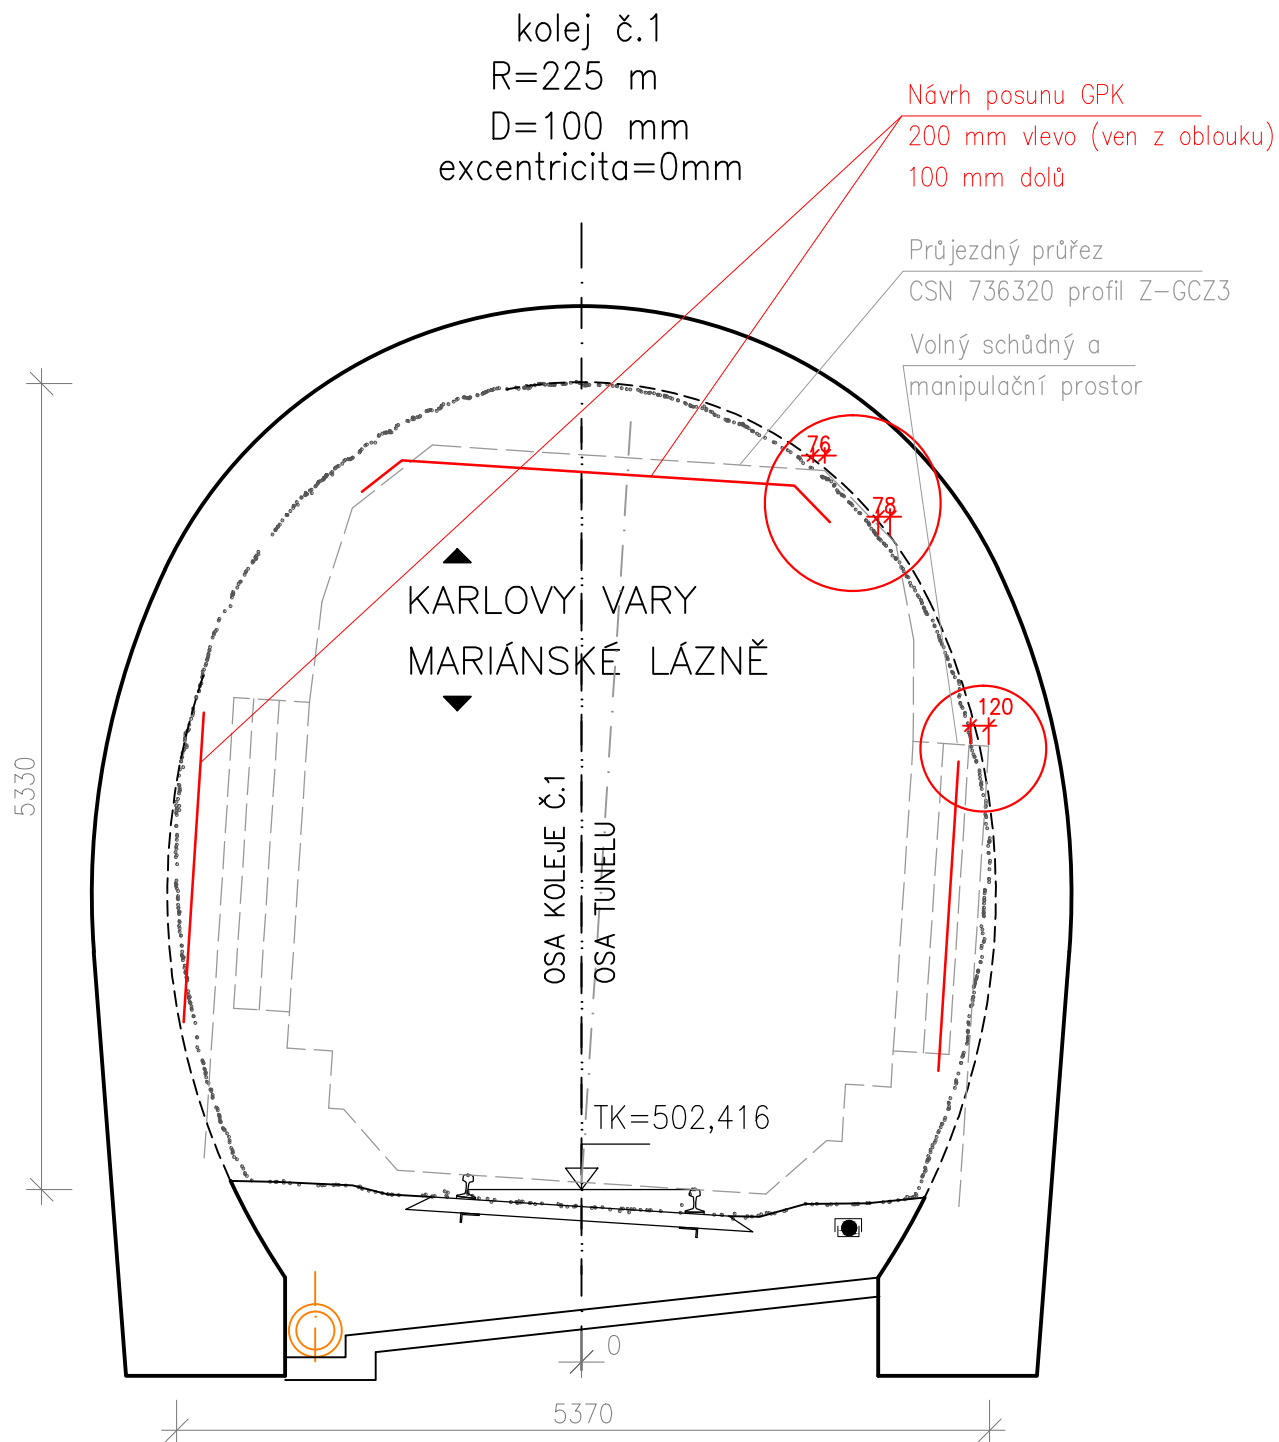 kolej č.1
R=225 m
D=100 mm
excentricita=0mm
Návrh posunu GPK
200 mm vlevo (ven z oblouku)
100 mm dolů
Průjezdný průřez
CSN 736320 profil Z-GCZ3
Volný schůdný a
manipulační prostor
76
78
KARLOVY VARY
MARIÁNSKÉ LÁZNĚ
120
5330
OSA KOLEJE Č.1
OSA TUNELU
TK=502,416
0
5370